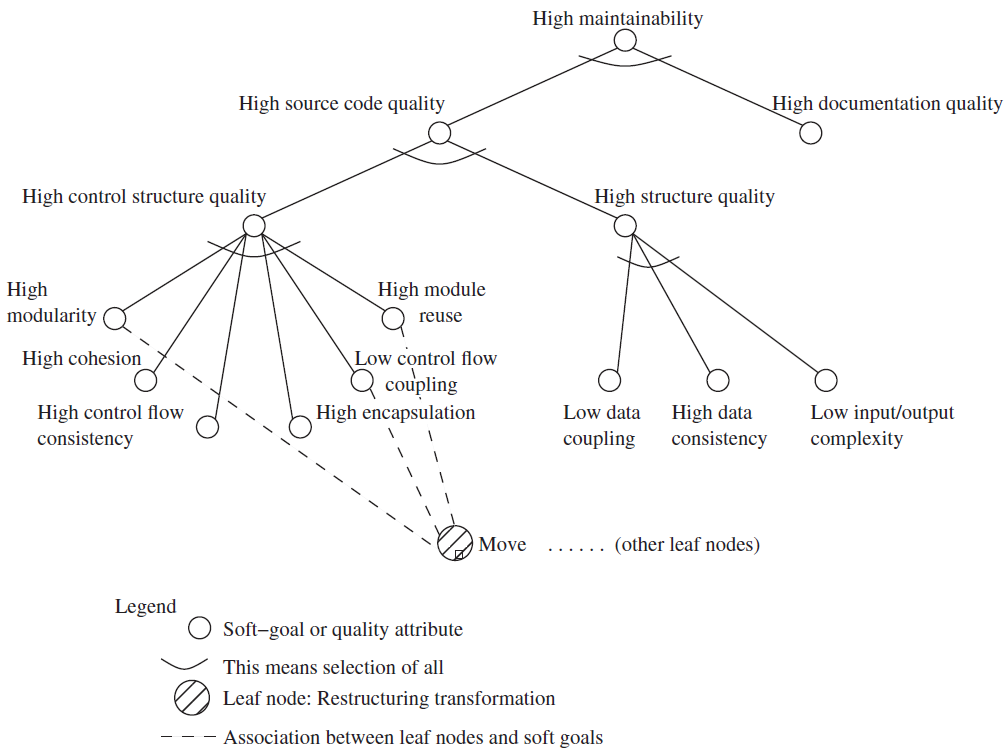 High maintainability
High source code quality
High documentation quality
High control structure quality
High structure quality
High
modularity
High module
reuse
High cohesion
Low control flow
coupling
High control flow
consistency
High encapsulation
Low data
coupling
High data
consistency
Low input/output
complexity
Move ...... (other leaf nodes)
Legend
Soft−goal or quality attribute
This means selection of all
Leaf node: Restructuring transformation
Association between leaf nodes and soft goals